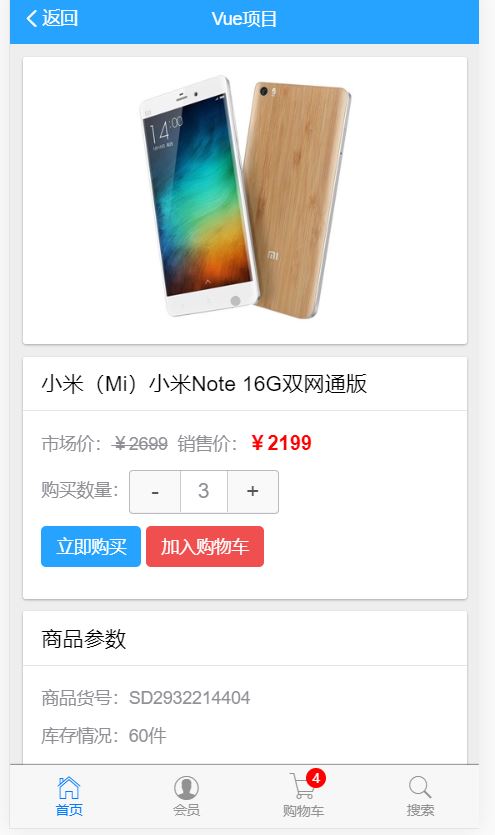 返回
Vue项目
14:00
MI
小米（Mi）小米Note 16G双网通版
市场价：￥2699 销售价：￥2199
购买数量：- 3 +
立即购买 加入购物车
商品参数
商品货号：SD2932214404
库存情况：60件
4
首页 会员 购物车 搜索